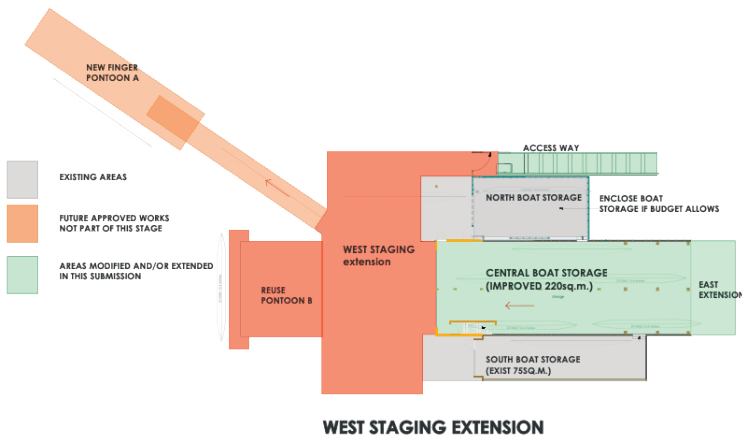 NEW FINGER
PONTOON A
ACCESS WAY
EXISTING AREAS
NORTH BOAT STORAGE
ENCLOSE BOAT
STORAGE IF BUDGET ALLOWS
FUTURE APPROVED WORKS
NOT PART OF THIS STAGE
WEST STAGING
extension
AREAS MODIFIED AND/OR EXTENDED
IN THIS SUBMISSION
CENTRAL BOAT STORAGE
(IMPROVED 220sq.m.)
REUSE
PONTOON B
EAST
EXTENSION
SOUTH BOAT STORAGE
(EXIST 75SQ.M.)
WEST STAGING EXTENSION